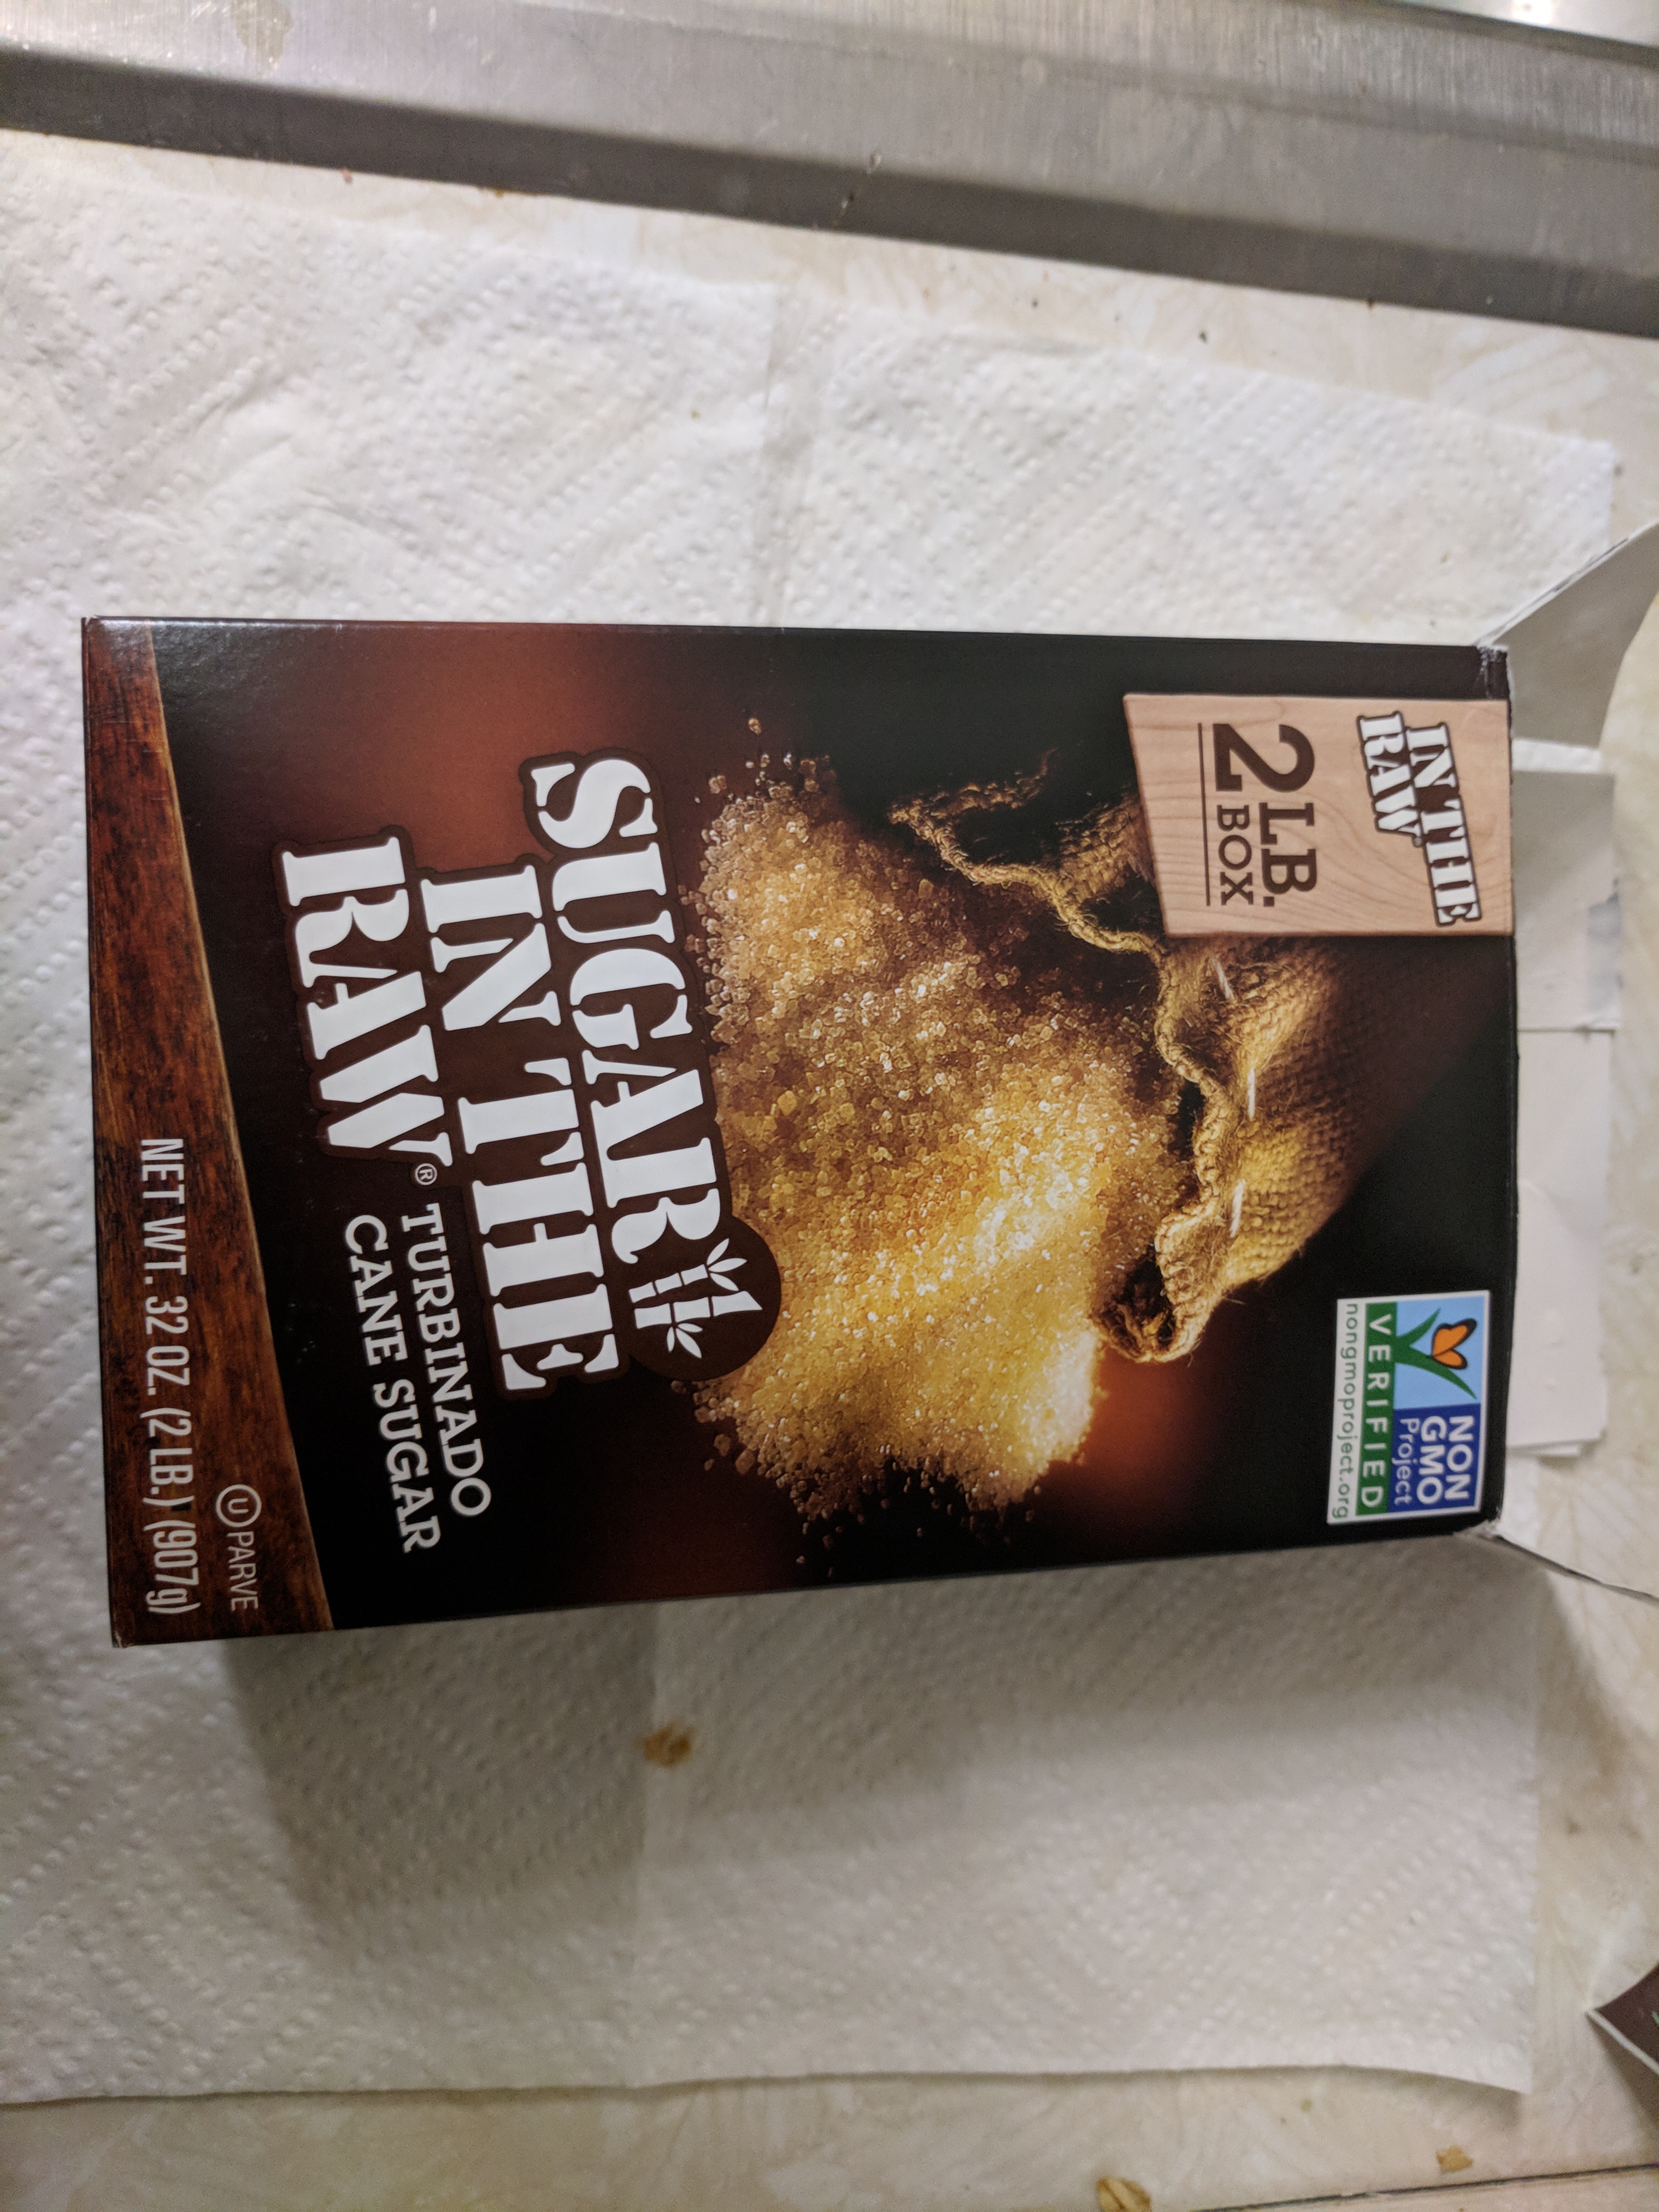 IN THE
RAW
2 LB.
BOX
NON
GMO
Project
VERIFIED
nongmoproject.org
SUGAR
IN THE
RAW®
TURBINADO
CANE SUGAR
U PARVE
NET WT. 32 OZ. (2 LB.) (907g)